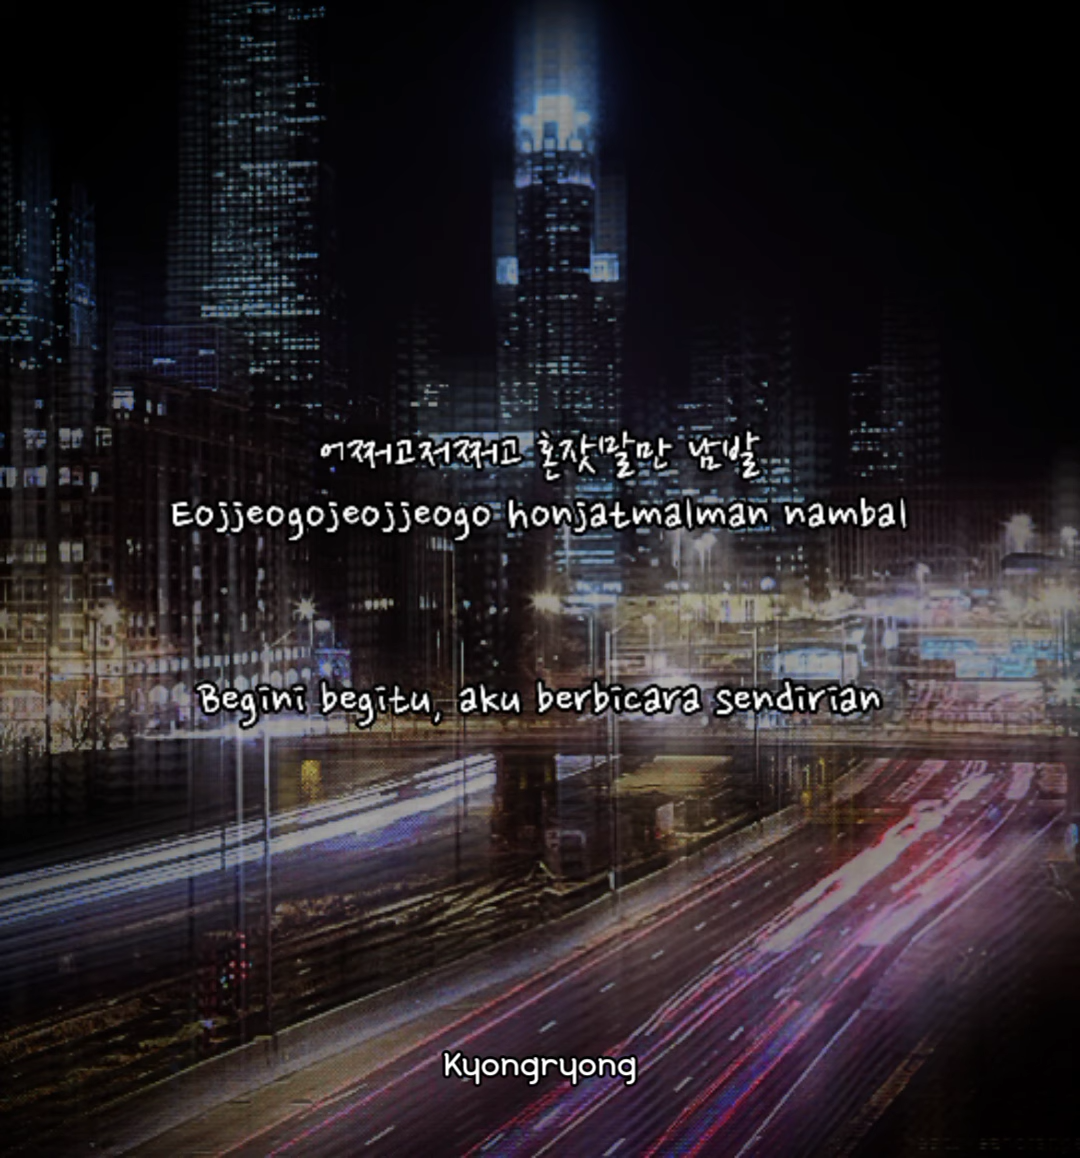 어쩌고저쩌고 혼잣말만 남발
Eojjeogojeojjeogo honjatmalman nambal
Begini begitu, aku berbicara sendirian
Kyongryong